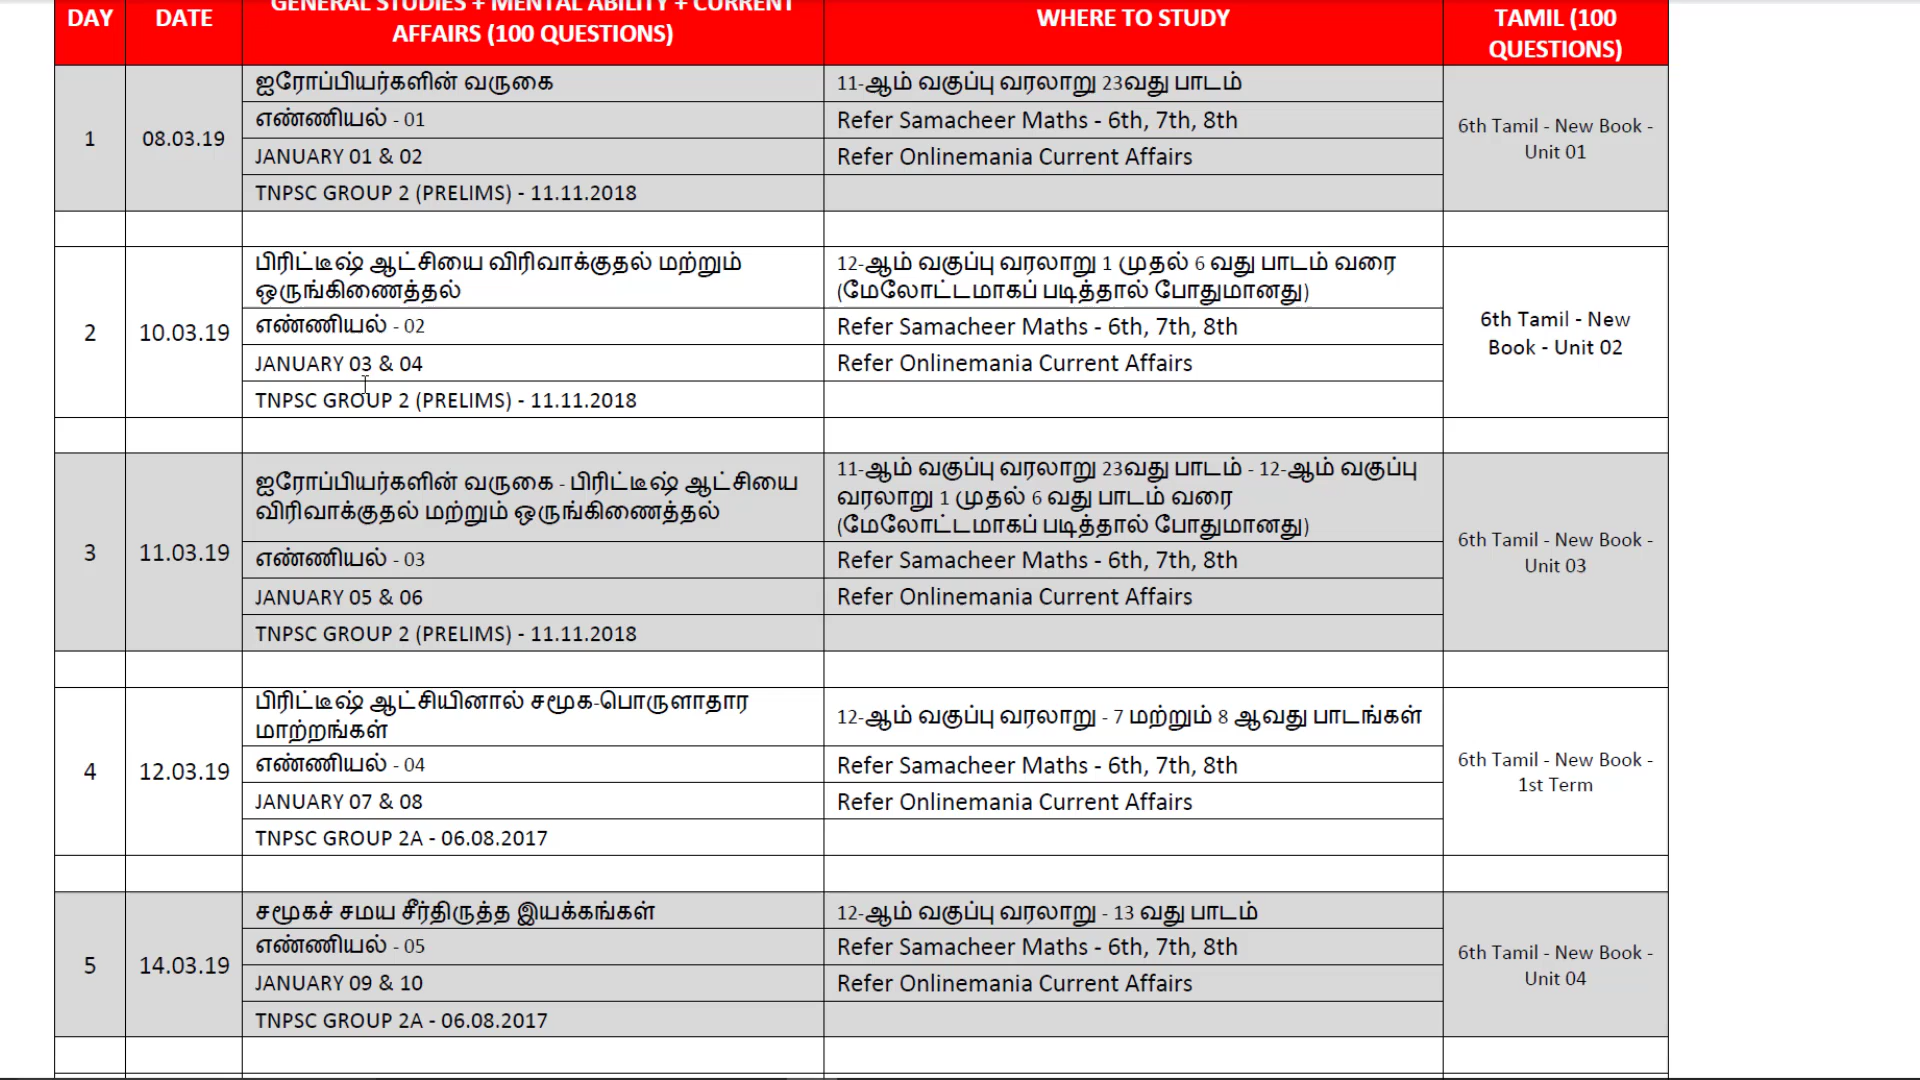 DAY
DATE
GENERAL STUDIES + MENTAL ABILITY + CURRENT
AFFAIRS (100 QUESTIONS)
WHERE TO STUDY
TAMIL (100
QUESTIONS)
1
08.03.19
ஐரோப்பியர்களின் வருகை
11-ஆம் வகுப்பு வரலாறு 23வது பாடம்
எண்ணியல் - 01
Refer Samacheer Maths - 6th, 7th, 8th
JANUARY 01 & 02
Refer Onlinemania Current Affairs
TNPSC GROUP 2 (PRELIMS) - 11.11.2018
6th Tamil - New Book -
Unit 01
2
10.03.19
பிரிட்டீஷ் ஆட்சியை விரிவாக்குதல் மற்றும்
ஒருங்கிணைத்தல்
12-ஆம் வகுப்பு வரலாறு 1 முதல் 6 வது பாடம் வரை
(மேலோட்டமாகப் படித்தால் போதுமானது)
எண்ணியல் - 02
Refer Samacheer Maths - 6th, 7th, 8th
JANUARY 03 & 04
Refer Onlinemania Current Affairs
TNPSC GROUP 2 (PRELIMS) - 11.11.2018
6th Tamil - New
Book - Unit 02
3
11.03.19
ஐரோப்பியர்களின் வருகை - பிரிட்டீஷ் ஆட்சியை
விரிவாக்குதல் மற்றும் ஒருங்கிணைத்தல்
11-ஆம் வகுப்பு வரலாறு 23வது பாடம் - 12-ஆம் வகுப்பு
வரலாறு 1 முதல் 6 வது பாடம் வரை
(மேலோட்டமாகப் படித்தால் போதுமானது)
எண்ணியல் - 03
Refer Samacheer Maths - 6th, 7th, 8th
JANUARY 05 & 06
Refer Onlinemania Current Affairs
TNPSC GROUP 2 (PRELIMS) - 11.11.2018
6th Tamil - New Book -
Unit 03
4
12.03.19
பிரிட்டீஷ் ஆட்சியினால் சமூக-பொருளாதார
மாற்றங்கள்
12-ஆம் வகுப்பு வரலாறு - 7 மற்றும் 8 ஆவது பாடங்கள்
எண்ணியல் - 04
Refer Samacheer Maths - 6th, 7th, 8th
JANUARY 07 & 08
Refer Onlinemania Current Affairs
TNPSC GROUP 2A - 06.08.2017
6th Tamil - New Book -
1st Term
5
14.03.19
சமூகச் சமய சீர்திருத்த இயக்கங்கள்
12-ஆம் வகுப்பு வரலாறு - 13 வது பாடம்
எண்ணியல் - 05
Refer Samacheer Maths - 6th, 7th, 8th
JANUARY 09 & 10
Refer Onlinemania Current Affairs
TNPSC GROUP 2A - 06.08.2017
6th Tamil - New Book -
Unit 04